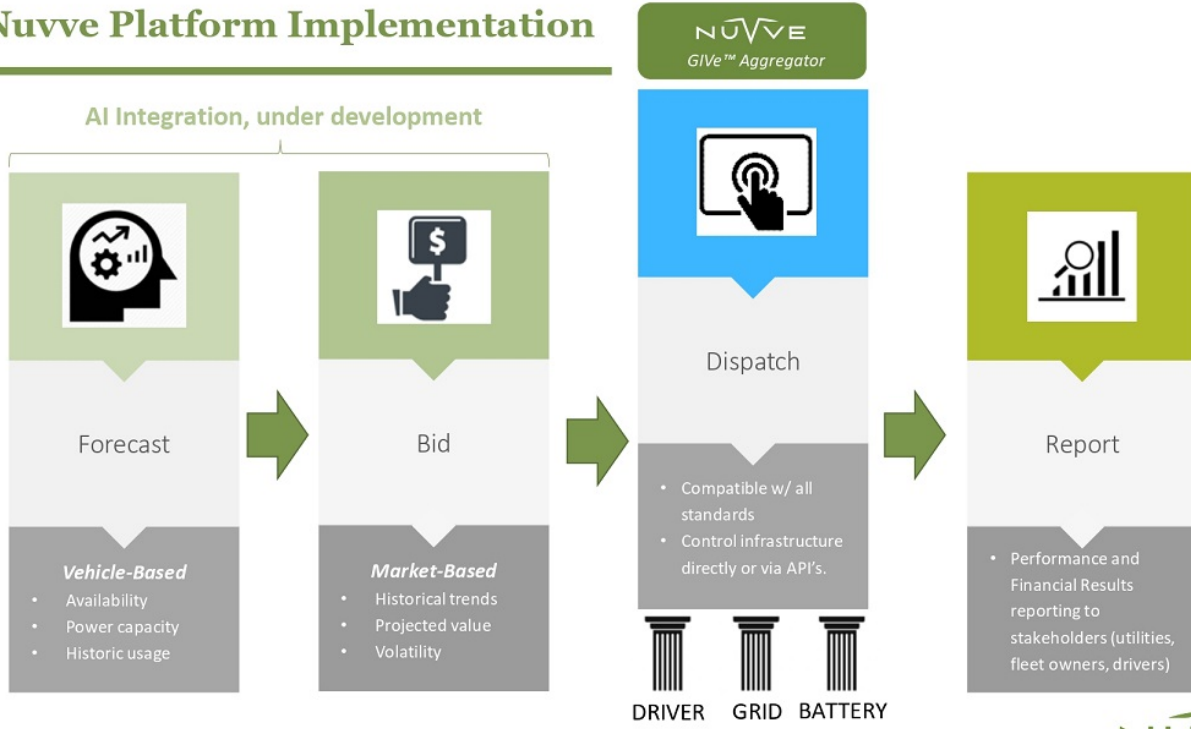 Nuvve Platform Implementation
NUVVE
GIVe™ Aggregator
AI Integration, under development
$
Forecast
Vehicle-Based
• Availability
• Power capacity
• Historic usage
Bid
Market-Based
• Historical trends
• Projected value
• Volatility
Dispatch
• Compatible w/ all
standards
• Control infrastructure
directly or via API's.
DRIVER
GRID
BATTERY
Report
• Performance and
Financial Results
reporting to
stakeholders (utilities,
fleet owners, drivers)